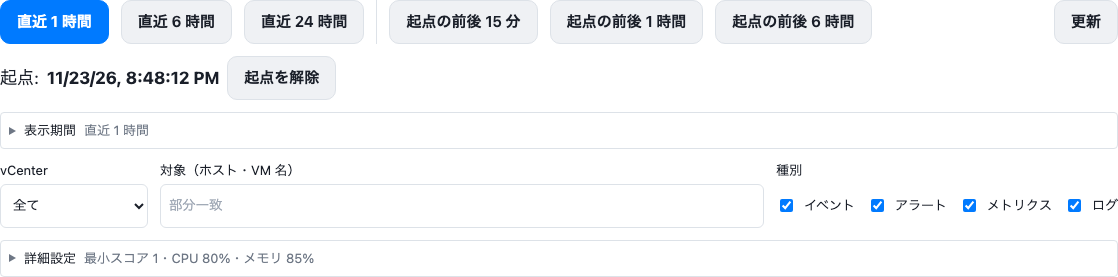 直近 1 時間 直近 6 時間 直近 24 時間 起点の前後 15 分 起点の前後 1 時間 起点の前後 6 時間 更新
起点: 11/23/26, 8:48:12 PM 起点を解除
▶ 表示期間 直近 1 時間
vCenter 対象（ホスト・VM 名） 種別
全て 部分一致 イベント アラート メトリクス ログ
▶ 詳細設定 最小スコア 1・CPU 80%・メモリ 85%